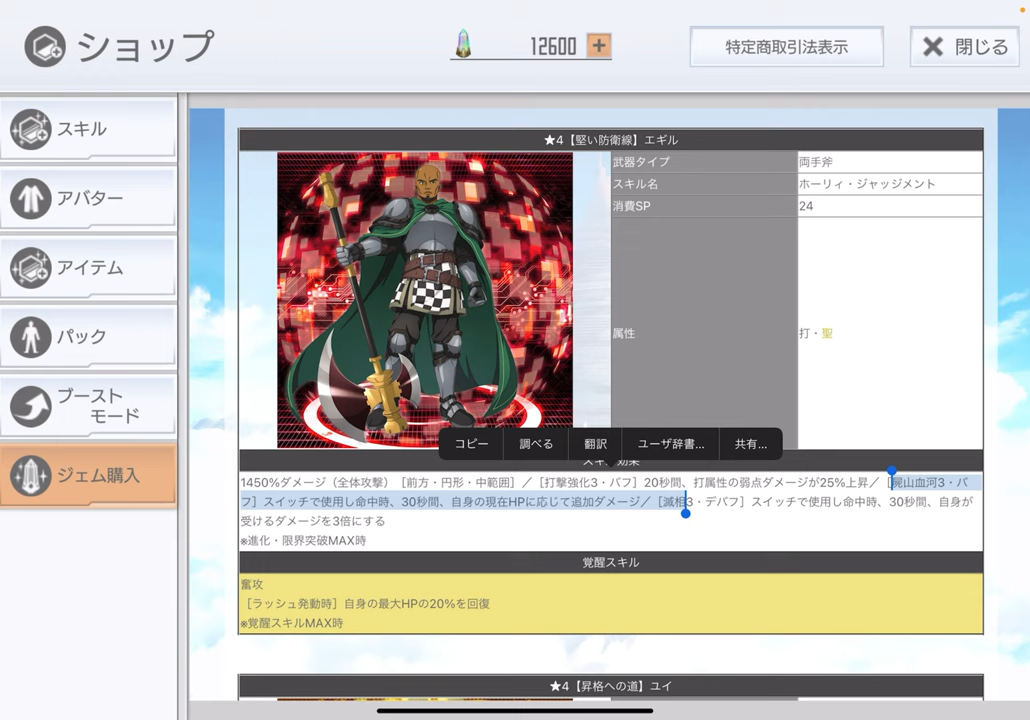 ショップ
12600
特定商取引法表示
閉じる
スキル
アバター
アイテム
パック
ブースト
モード
ジェム購入
★4【堅い防衛線】エギル
武器タイプ
両手斧
スキル名
ホーリィ・ジャッジメント
消費SP
24
属性
打・聖
コピー
調べる
翻訳
ユーザ辞書...
共有...
スキル効果
1450%ダメージ（全体攻撃）［前方・円形・中範囲］／［打撃強化3・バフ］20秒間、打属性の弱点ダメージが25%上昇／［屍山血河3・バ
フ］スイッチで使用し命中時、30秒間、自身の現在HPに応じて追加ダメージ／［滅相3・デバフ］スイッチで使用し命中時、30秒間、自身が
受けるダメージを3倍にする
※進化・限界突破MAX時
覚醒スキル
奮攻
［ラッシュ発動時］自身の最大HPの20%を回復
※覚醒スキルMAX時
★4【昇格への道】ユイ